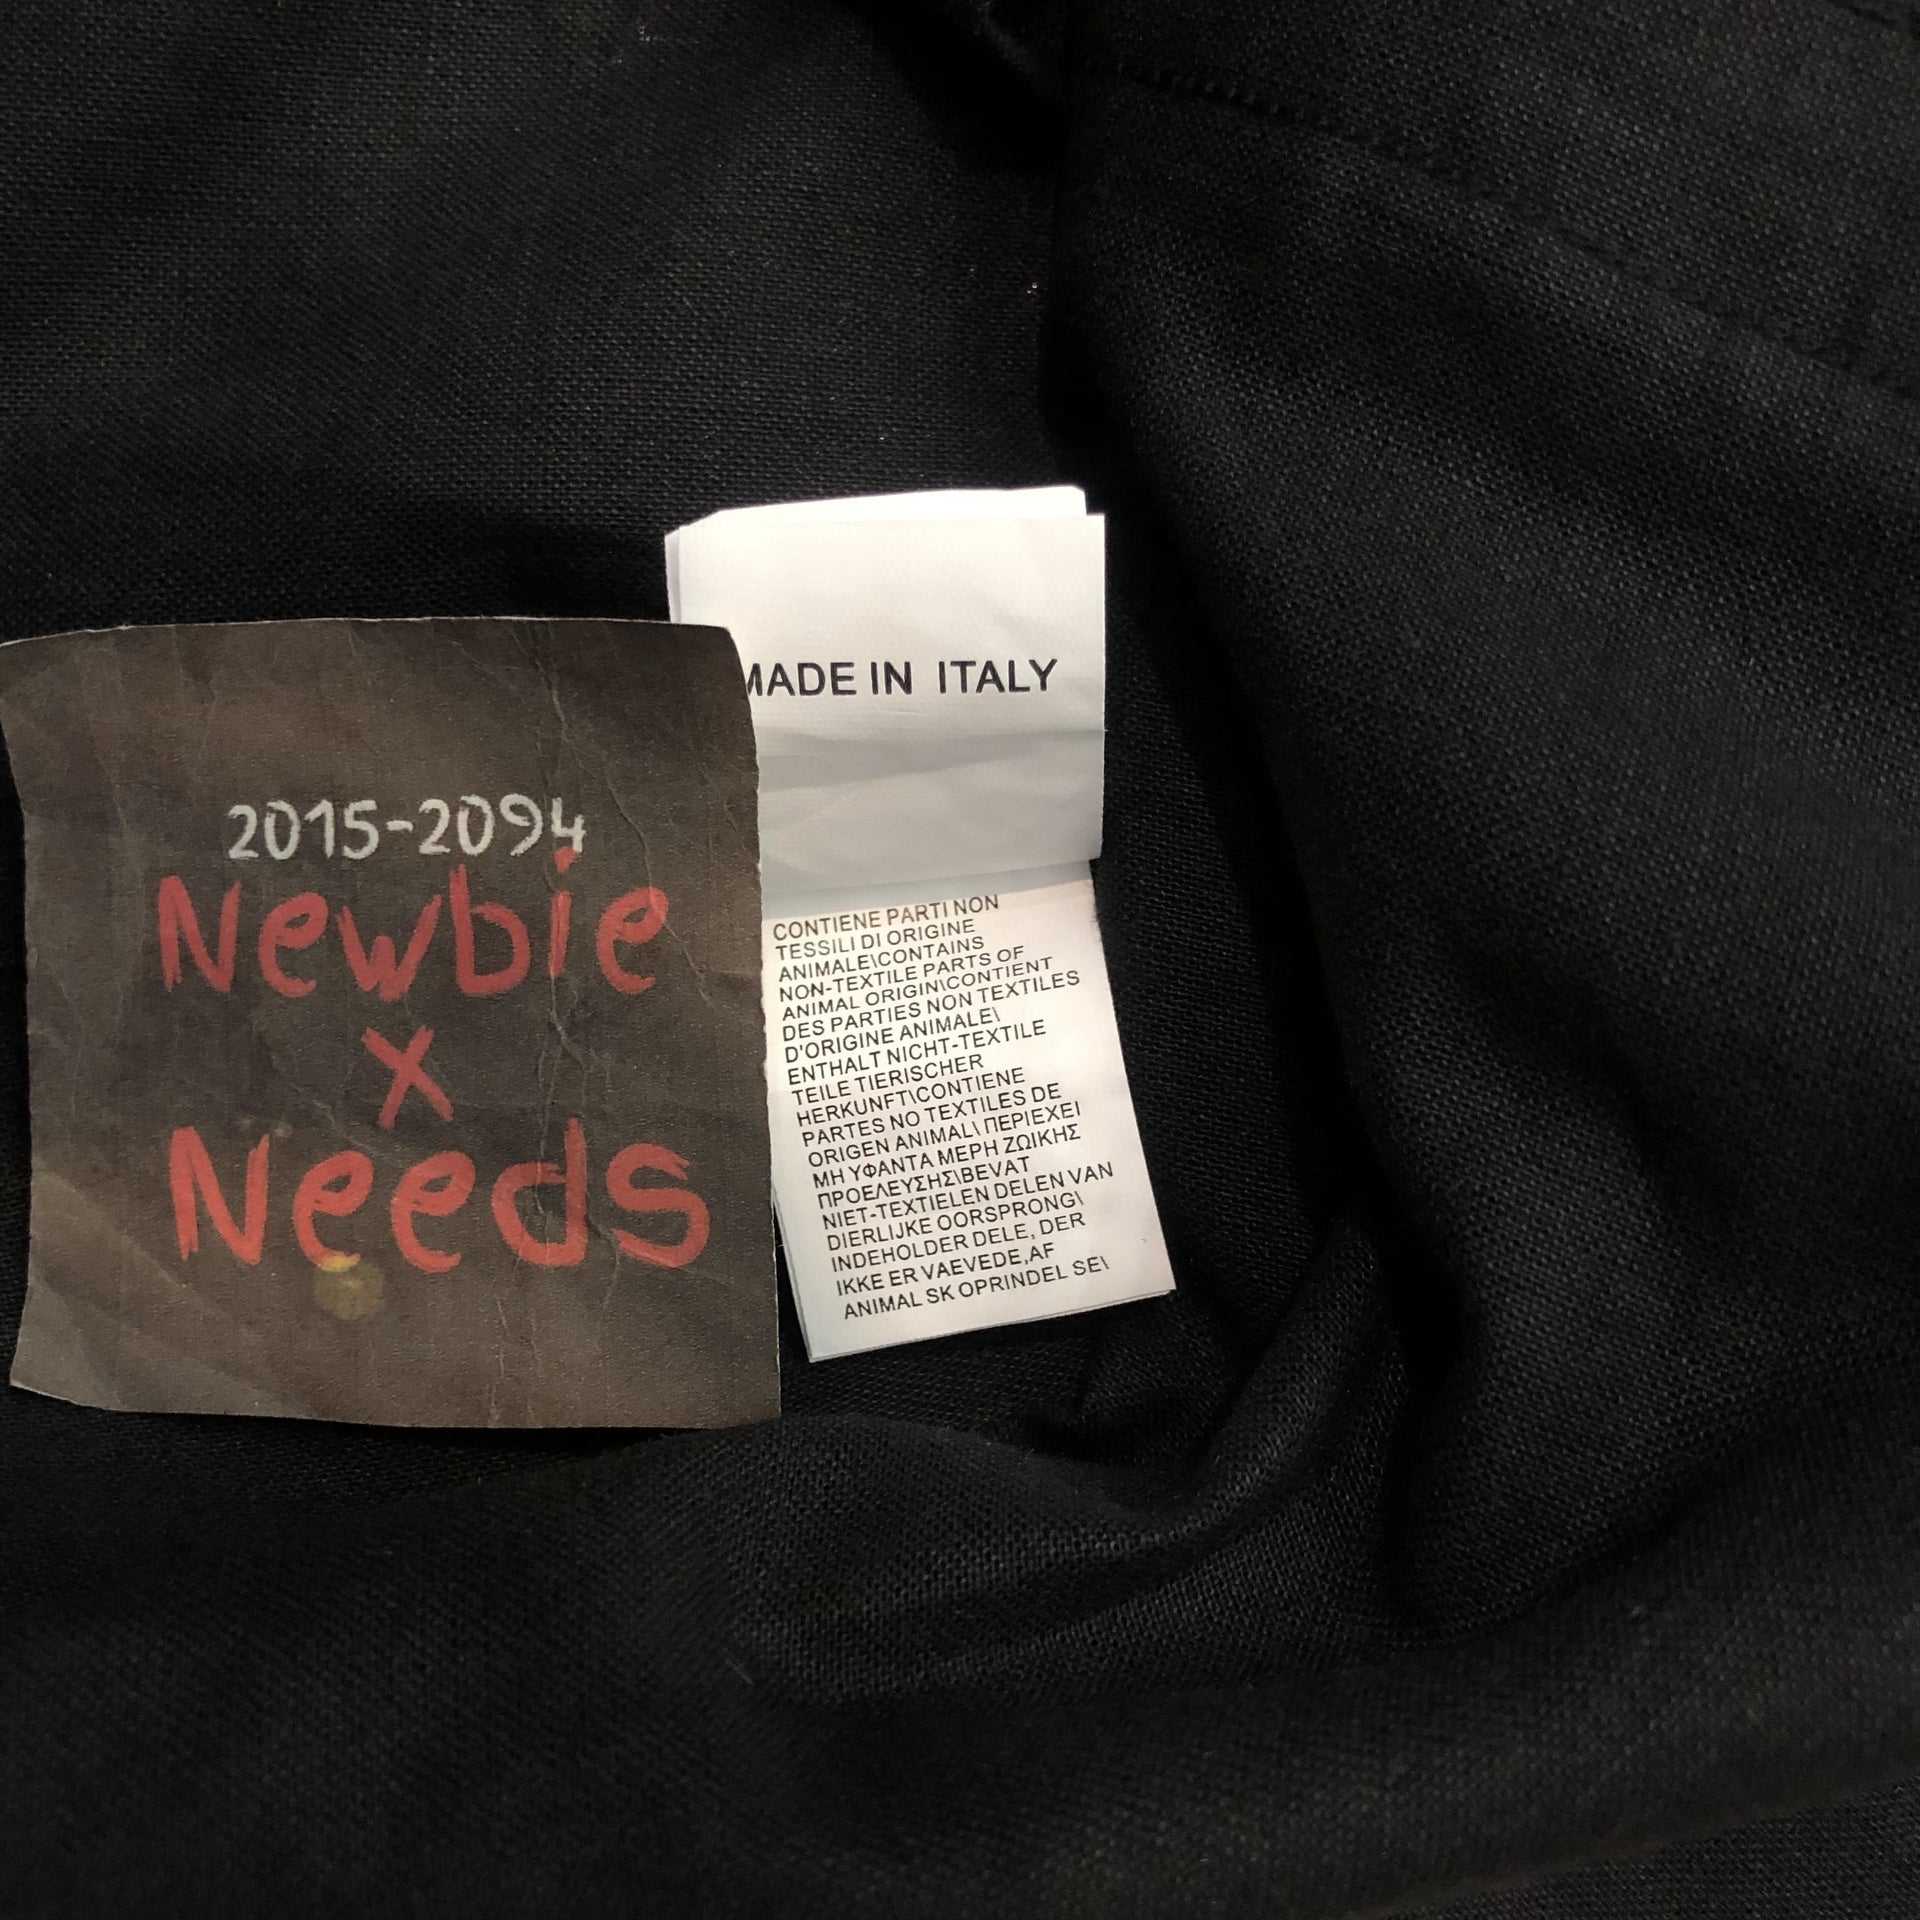 MADE IN ITALY
2015-2094
Newbie
x
Needs
CONTIENE PARTI NON
TESSILI DI ORIGINE
ANIMALE\CONTAINS
NON-TEXTILE PARTS OF
ANIMAL ORIGIN\CONTIENT
DES PARTIES NON TEXTILES
D'ORIGINE ANIMALE\
ENTHALT NICHT-TEXTILE
TEILE TIERISCHER
HERKUNFT\CONTIENE
PARTES NO TEXTILES DE
ORIGEN ANIMAL\ ΠΕΡΙΕΧΕΙ
ΜΗ ΥΦΑΝΤΑ ΜΕΡΗ ΖΩΙΚΗΣ
ΠΡΟΕΛΕΥΣΗΣ\BEVAT
NIET-TEXTIELEN DELEN VAN
DIERLIJKE OORSPRONG\
INDEHOLDER DELE, DER
IKKE ER VAEVEDE,AF
ANIMAL SK OPRINDEL SE\